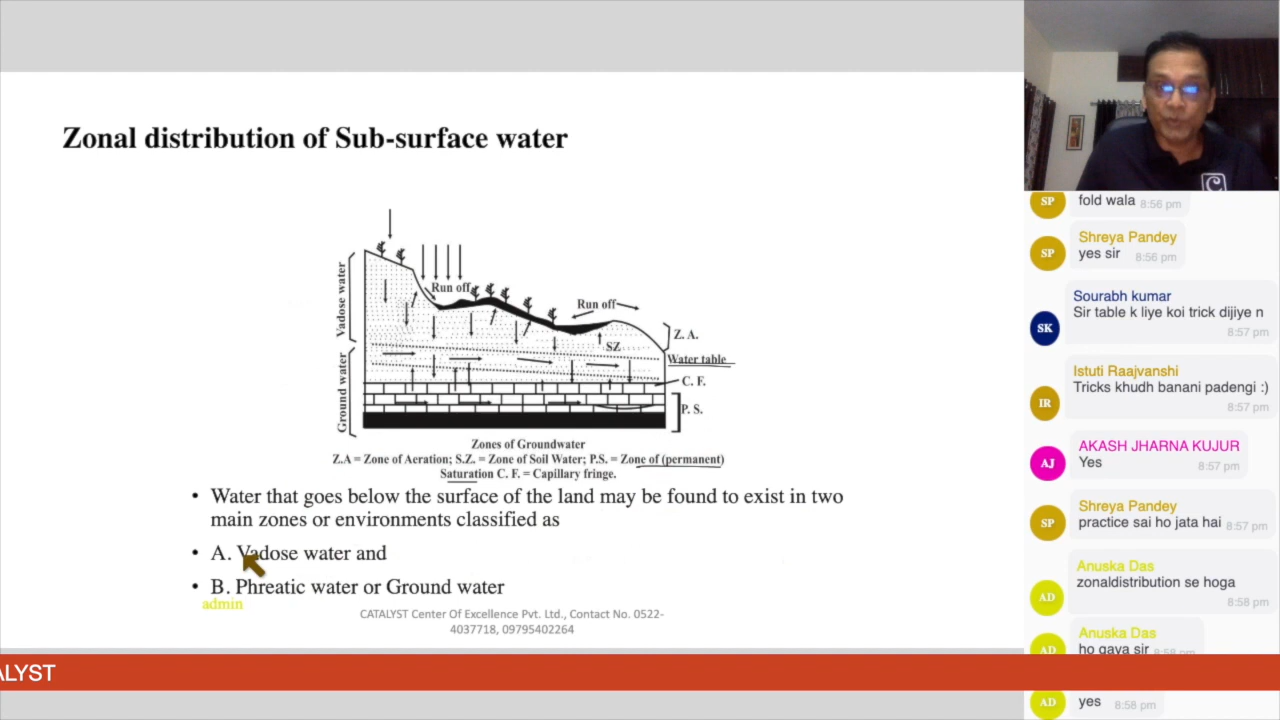 Zonal distribution of Sub-surface water
Vadose water
Ground water
Run off
Run off
Z. A.
SZ
Water table
C. F.
P. S.
Zones of Groundwater
Z.A = Zone of Aeration; S.Z. = Zone of Soil Water; P.S. = Zone of (permanent)
Saturation C. F. = Capillary fringe.
• Water that goes below the surface of the land may be found to exist in two
main zones or environments classified as
• A. Vadose water and
• B. Phreatic water or Ground water
admin
CATALYST Center Of Excellence Pvt. Ltd., Contact No. 0522-
4037718, 09795402264
ALYST
SP
fold wala 8:56 pm
Shreya Pandey
SP
yes sir 8:56 pm
Sourabh kumar
Sir table k liye koi trick dijiye n
SK
8:57 pm
Istuti Raajvanshi
Tricks khudh banani padengi :)
IR
8:57 pm
AKASH JHARNA KUJUR
AJ
Yes 8:57 pm
Shreya Pandey
SP
practice sai ho jata hai 8:57 pm
Anuska Das
zonaldistribution se hoga
AD
8:58 pm
Anuska Das
AD
ho gaya sir 8:58 pm
AD
yes 8:58 pm